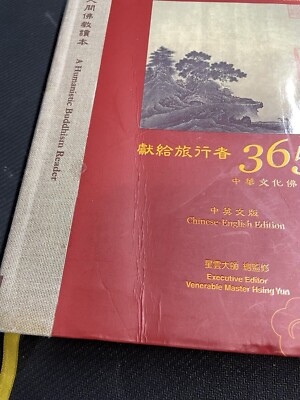 人間佛教讀本
A Humanistic Buddhism Reader
獻給旅行者 365
中華文化佛
中英文版
Chinese-English Edition
星雲大師 總監修
Executive Editor
Venerable Master Hsing Yun